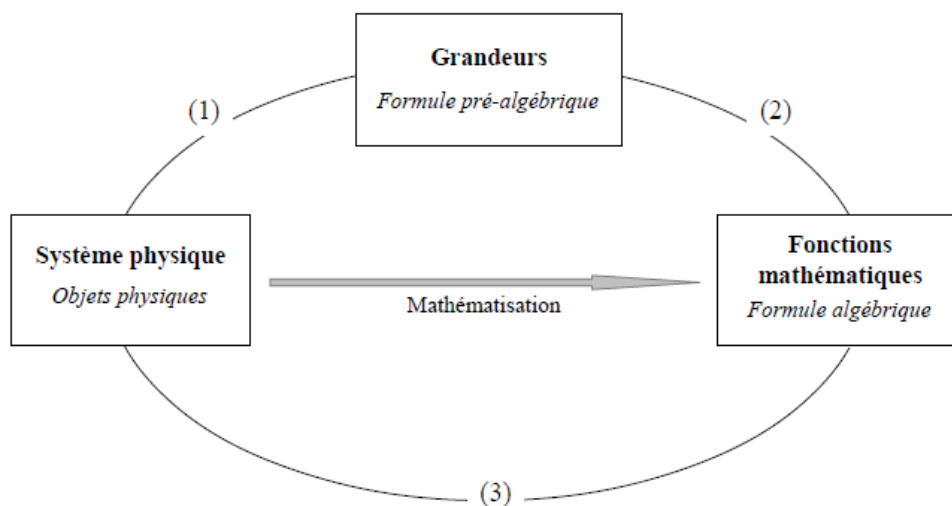 Grandeurs
Formule pré-algébrique
(1)
(2)
Système physique
Objets physiques
Mathématisation
Fonctions
mathématiques
Formule algébrique
(3)